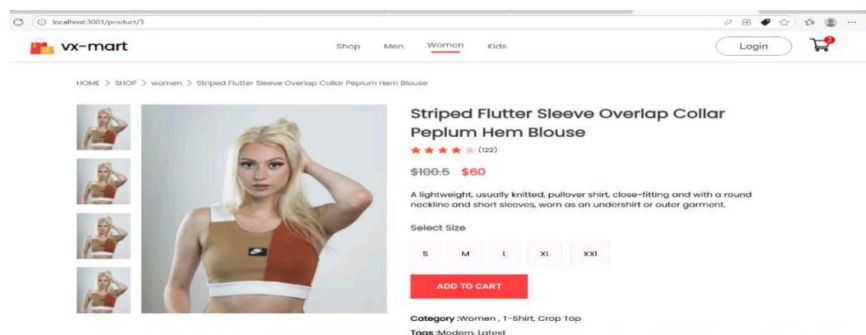 localhost:3001/product/3
vx-mart
Shop Men Women Kids
Login
2
HOME > SHOP > women > Striped Flutter Sleeve Overlap Collar Peplum Hem Blouse
Striped Flutter Sleeve Overlap Collar
Peplum Hem Blouse
(122)
$100.5 $60
A lightweight, usually knitted, pullover shirt, close-fitting and with a round
neckline and short sleeves, worn as an undershirt or outer garment.
Select Size
S M L XL XXl
ADD TO CART
Category :Women , T-Shirt, Crop Top
Tags :Modern, Latest